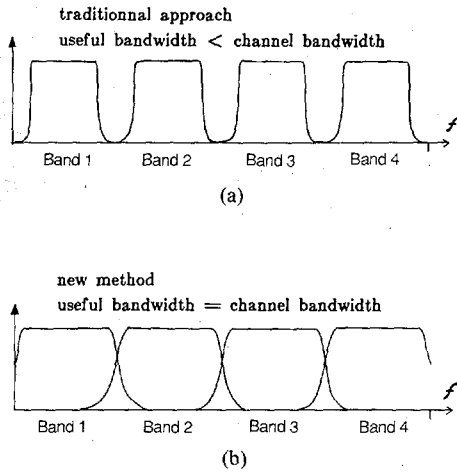 traditionnal approach
useful bandwidth < channel bandwidth
f
Band 1 Band 2 Band 3 Band 4
(a)
new method
useful bandwidth = channel bandwidth
f
Band 1 Band 2 Band 3 Band 4
(b)